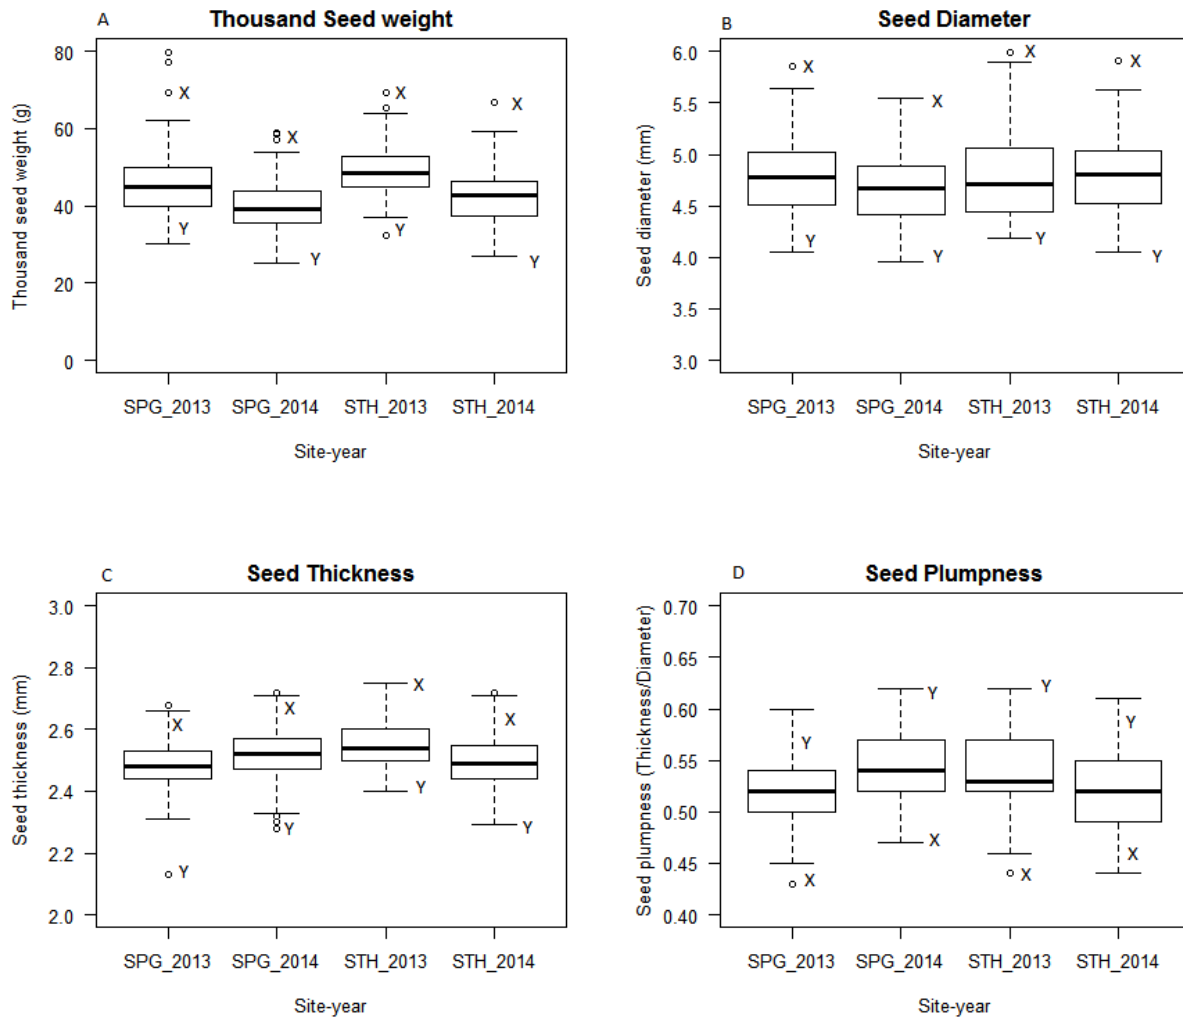 A
Thousand Seed weight
Thousand seed weight (g)
80
60
40
20
0
X
Y
X
Y
X
Y
X
Y
SPG_2013 SPG_2014 STH_2013 STH_2014
Site-year
B
Seed Diameter
Seed diameter (mm)
6.0
5.5
5.0
4.5
4.0
3.5
3.0
X
Y
X
Y
X
Y
X
Y
SPG_2013 SPG_2014 STH_2013 STH_2014
Site-year
C
Seed Thickness
Seed thickness (mm)
3.0
2.8
2.6
2.4
2.2
2.0
X
Y
X
Y
X
Y
X
Y
SPG_2013 SPG_2014 STH_2013 STH_2014
Site-year
D
Seed Plumpness
Seed plumpness (Thickness/Diameter)
0.70
0.65
0.60
0.55
0.50
0.45
0.40
Y
X
Y
X
Y
X
Y
X
SPG_2013 SPG_2014 STH_2013 STH_2014
Site-year